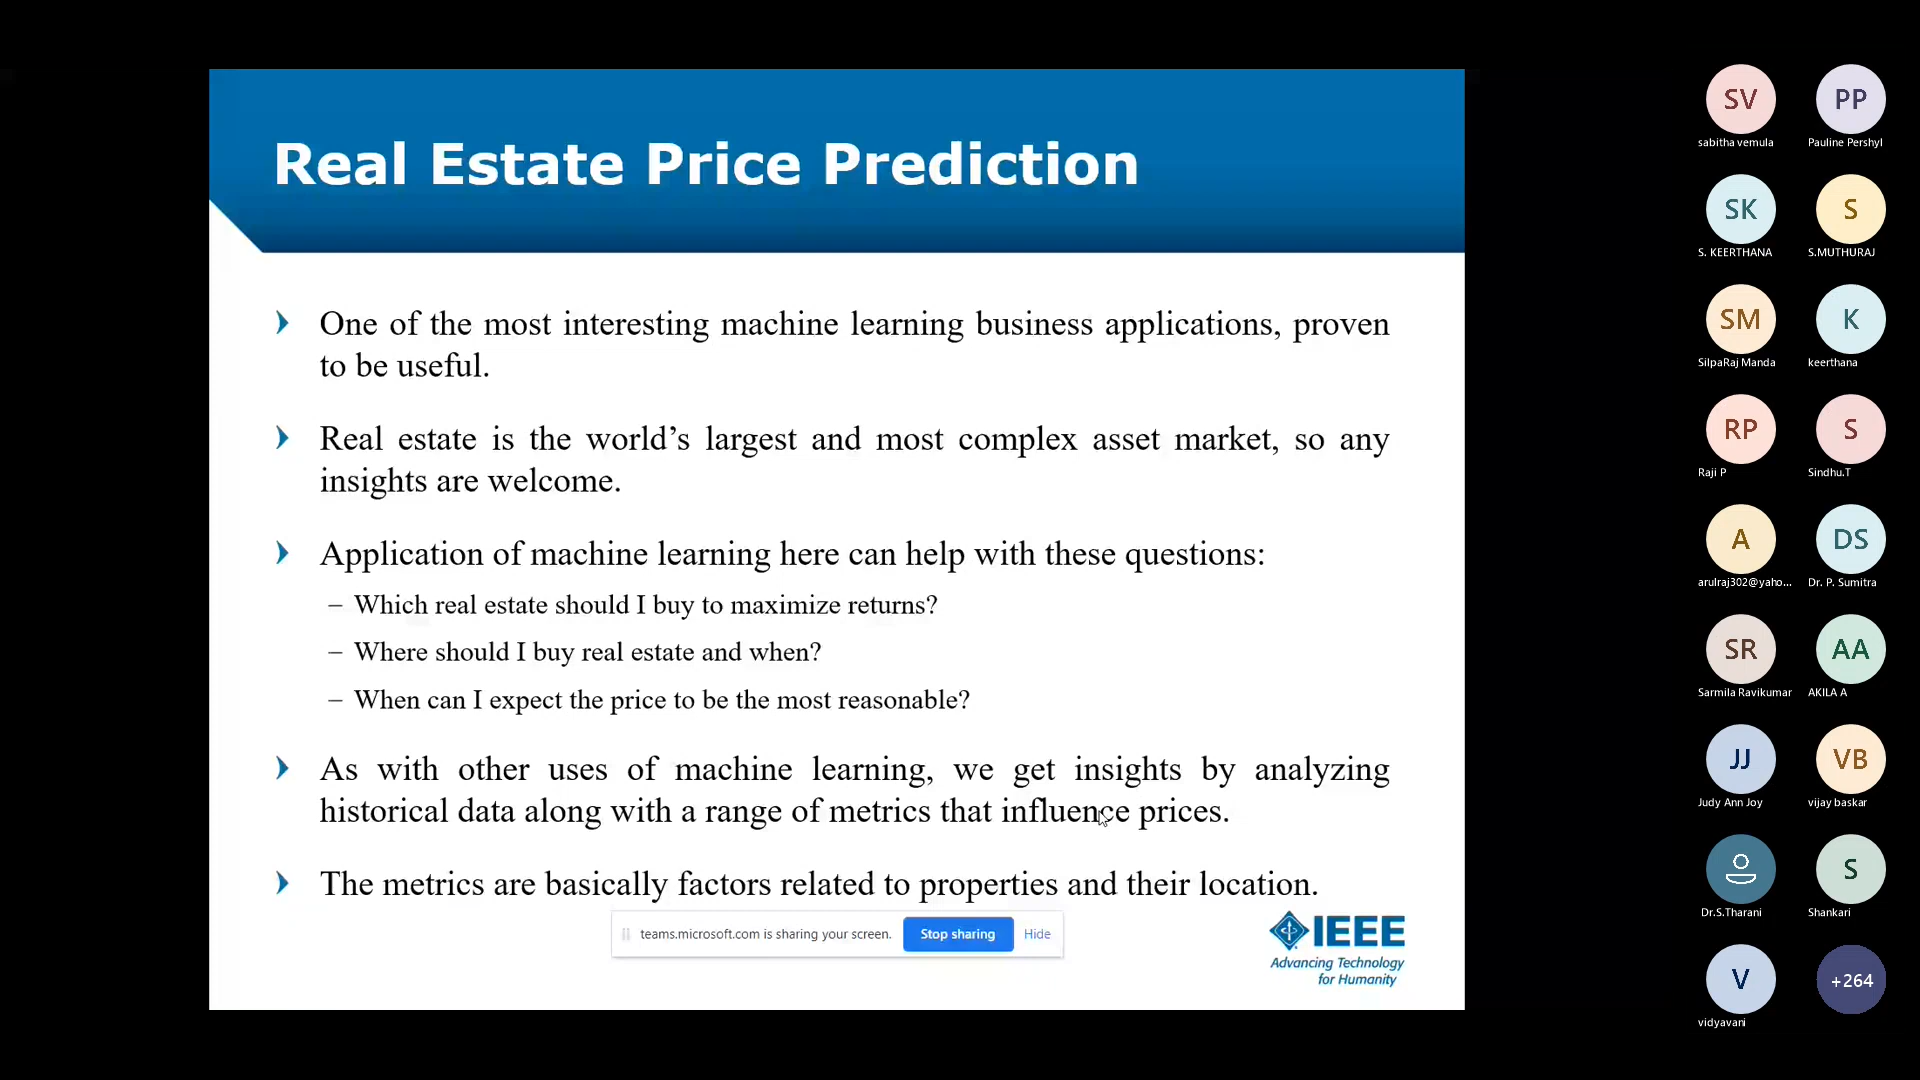 Real Estate Price Prediction
One of the most interesting machine learning business applications, proven
to be useful.
Real estate is the world’s largest and most complex asset market, so any
insights are welcome.
Application of machine learning here can help with these questions:
– Which real estate should I buy to maximize returns?
– Where should I buy real estate and when?
– When can I expect the price to be the most reasonable?
As with other uses of machine learning, we get insights by analyzing
historical data along with a range of metrics that influence prices.
The metrics are basically factors related to properties and their location.
teams.microsoft.com is sharing your screen. Stop sharing Hide
IEEE
Advancing Technology
for Humanity
SV PP
sabitha vemula Pauline Pershyl
SK S
S. KEERTHANA S.MUTHURAJ
SM K
SilpaRaj Manda keerthana
RP S
Raji P Sindhu.T
A DS
arulraj302@yaho... Dr. P. Sumitra
SR AA
Sarmila Ravikumar AKILA A
JJ VB
Judy Ann Joy vijay baskar
S
Dr.S.Tharani Shankari
V +264
vidyavani